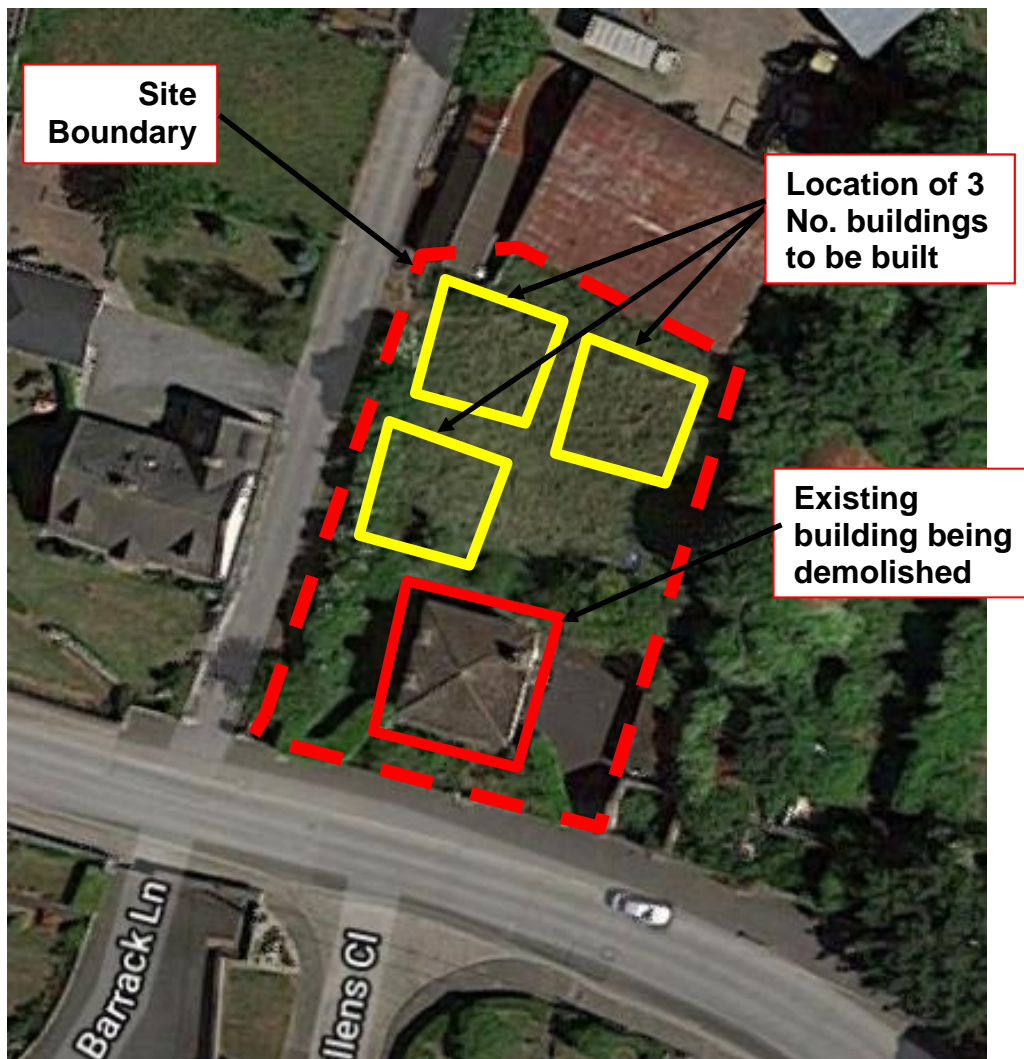 Site
Boundary
Location of 3
No. buildings
to be built
Existing
building being
demolished
Barrack Ln
llens Cl